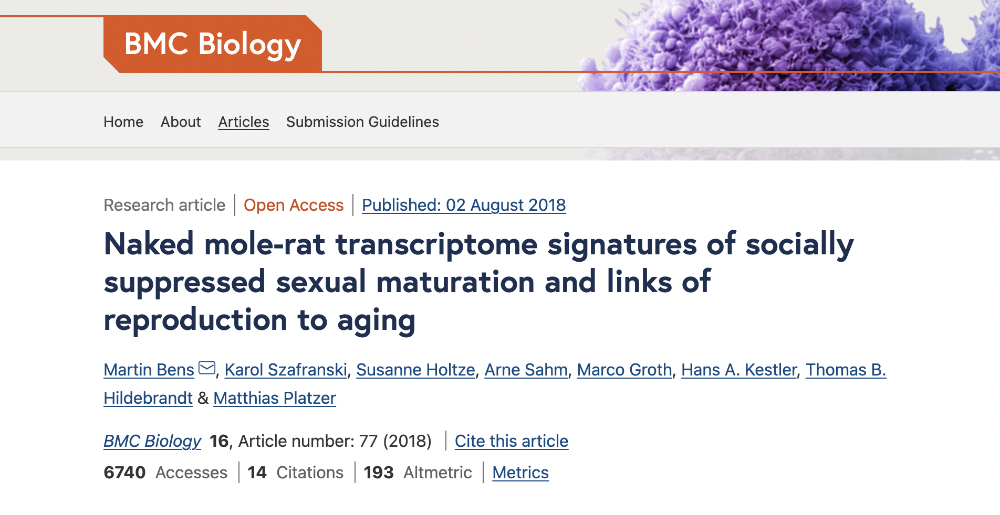 BMC Biology
Home About Articles Submission Guidelines
Research article Open Access Published: 02 August 2018
Naked mole-rat transcriptome signatures of socially
suppressed sexual maturation and links of
reproduction to aging
Martin Bens, Karol Szafranski, Susanne Holtze, Arne Sahm, Marco Groth, Hans A. Kestler, Thomas B.
Hildebrandt & Matthias Platzer
BMC Biology 16, Article number: 77 (2018) Cite this article
6740 Accesses 14 Citations 193 Altmetric Metrics